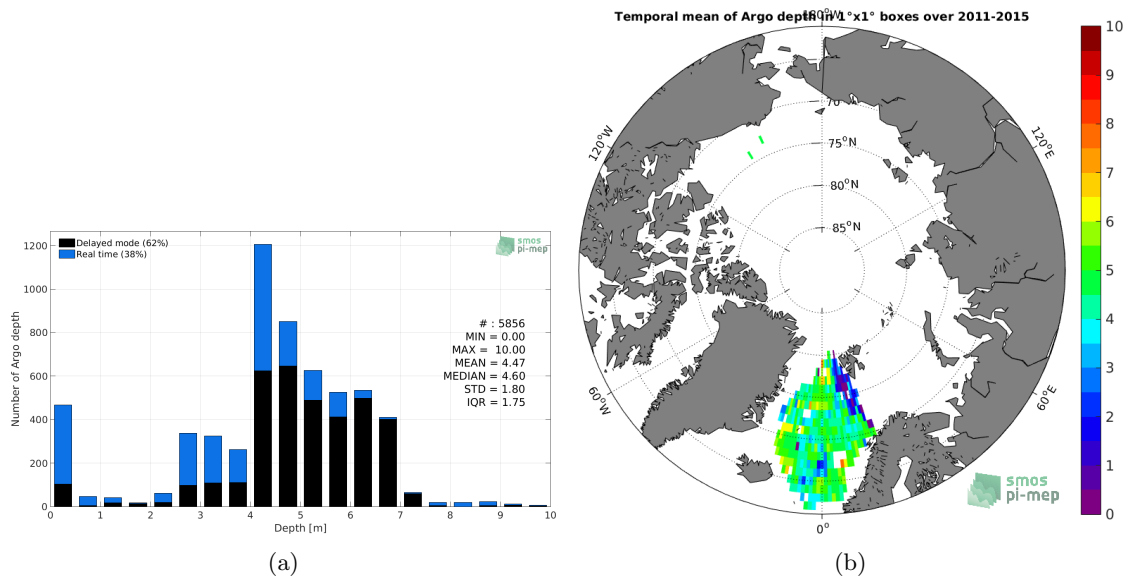 Temporal mean of Argo depth in 1°x1° boxes over 2011-2015
180°W
120°W
120°E
60°W
60°E
0°
70
75°N
80°N
85°N
10
9
8
7
6
5
4
3
2
1
0
smos
pi-mep
Delayed mode (62%)
Real time (38%)
smos
pi-mep
# : 5856
MIN = 0.00
MAX = 10.00
MEAN = 4.47
MEDIAN = 4.60
STD = 1.80
IQR = 1.75
Number of Argo depth
1200
1000
800
600
400
200
0
0 1 2 3 4 5 6 7 8 9 10
Depth [m]
(a)
(b)